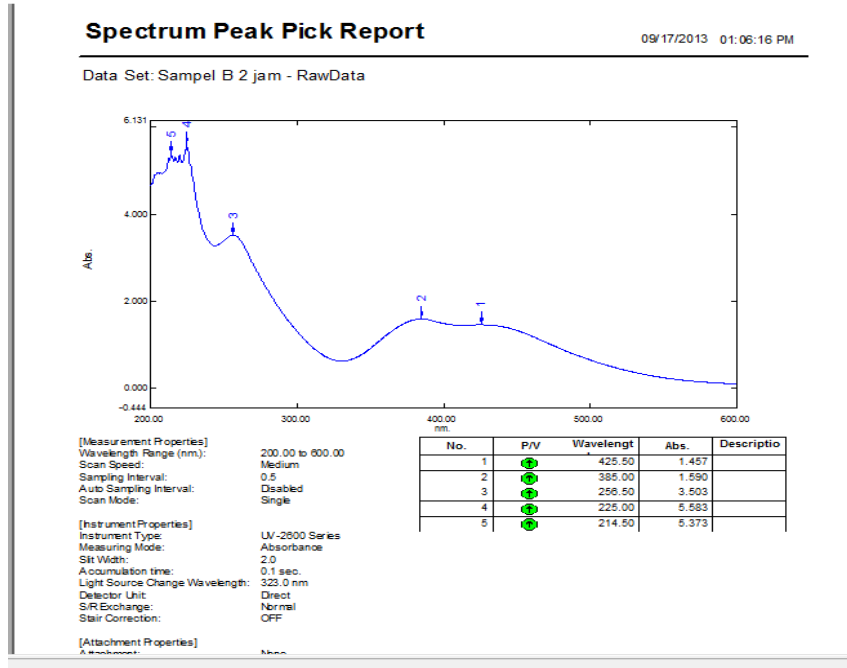 Spectrum Peak Pick Report
09/17/2013 01:06:16 PM
Data Set: Sampel B 2 jam - RawData
6.131
4.000
2.000
0.000
-0.444
Abs.
5
4
3
2
1
200.00 300.00 400.00 500.00 600.00
nm.
[Measurement Properties]
Wavelength Range (nm.): 200.00 to 600.00
Scan Speed: Medium
Sampling Interval: 0.5
Auto Sampling Interval: Disabled
Scan Mode: Single
[Instrument Properties]
Instrument Type: UV-2600 Series
Measuring Mode: Absorbance
Slit Width: 2.0
Accumulation time: 0.1 sec.
Light Source Change Wavelength: 323.0 nm
Detector Unit: Direct
S/R Exchange: Normal
Stair Correction: OFF
[Attachment Properties]
Attachment: None
No. P/V Wavelengt Abs. Descriptio
1 425.50 1.457
2 385.00 1.590
3 256.50 3.503
4 225.00 5.583
5 214.50 5.373